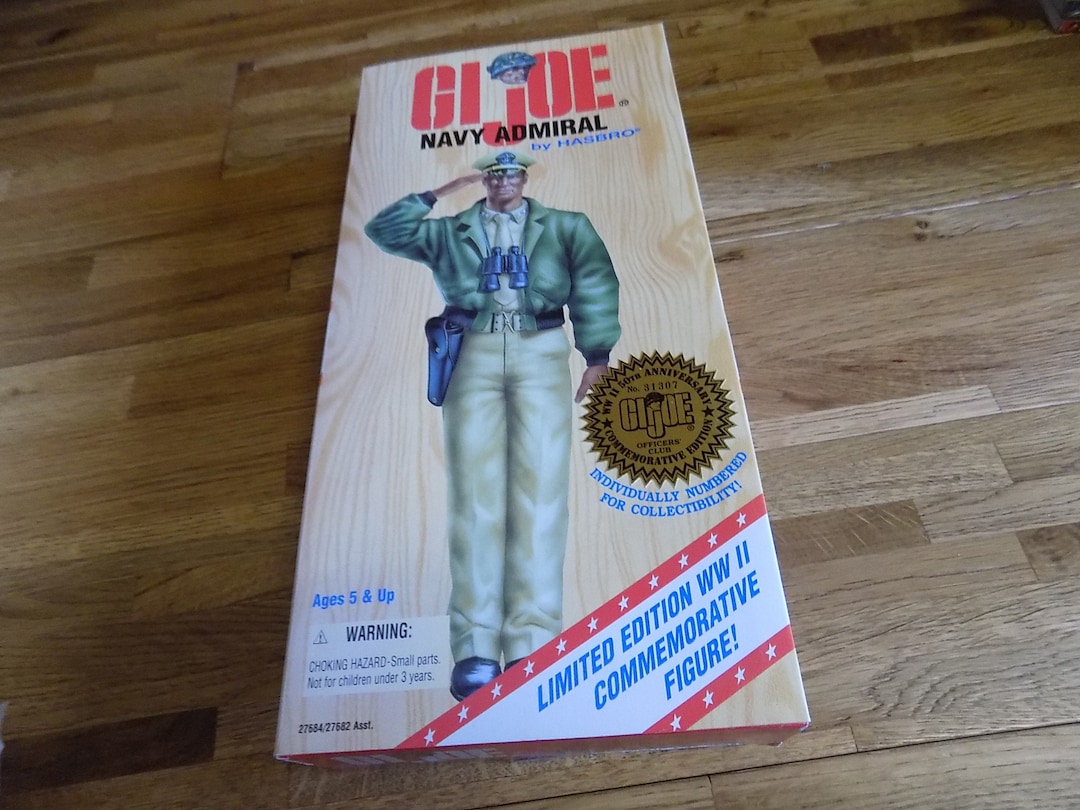 GI JOE ®
NAVY ADMIRAL
by HASBRO®
WW II 50TH ANNIVERSARY
No. 31307
GI JOE ®
OFFICERS'
CLUB
COMMEMORATIVE EDITION
INDIVIDUALLY NUMBERED
FOR COLLECTIBILITY!
LIMITED EDITION WW II
COMMEMORATIVE
FIGURE!
Ages 5 & Up
WARNING:
CHOKING HAZARD-Small parts.
Not for children under 3 years.
27684/27682 Asst.